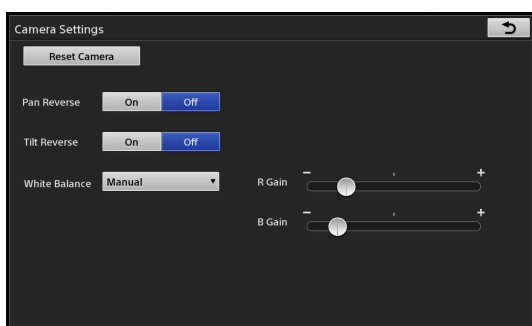 Camera Settings
Reset Camera
Pan Reverse On Off
Tilt Reverse On Off
White Balance Manual
R Gain - +
B Gain - +